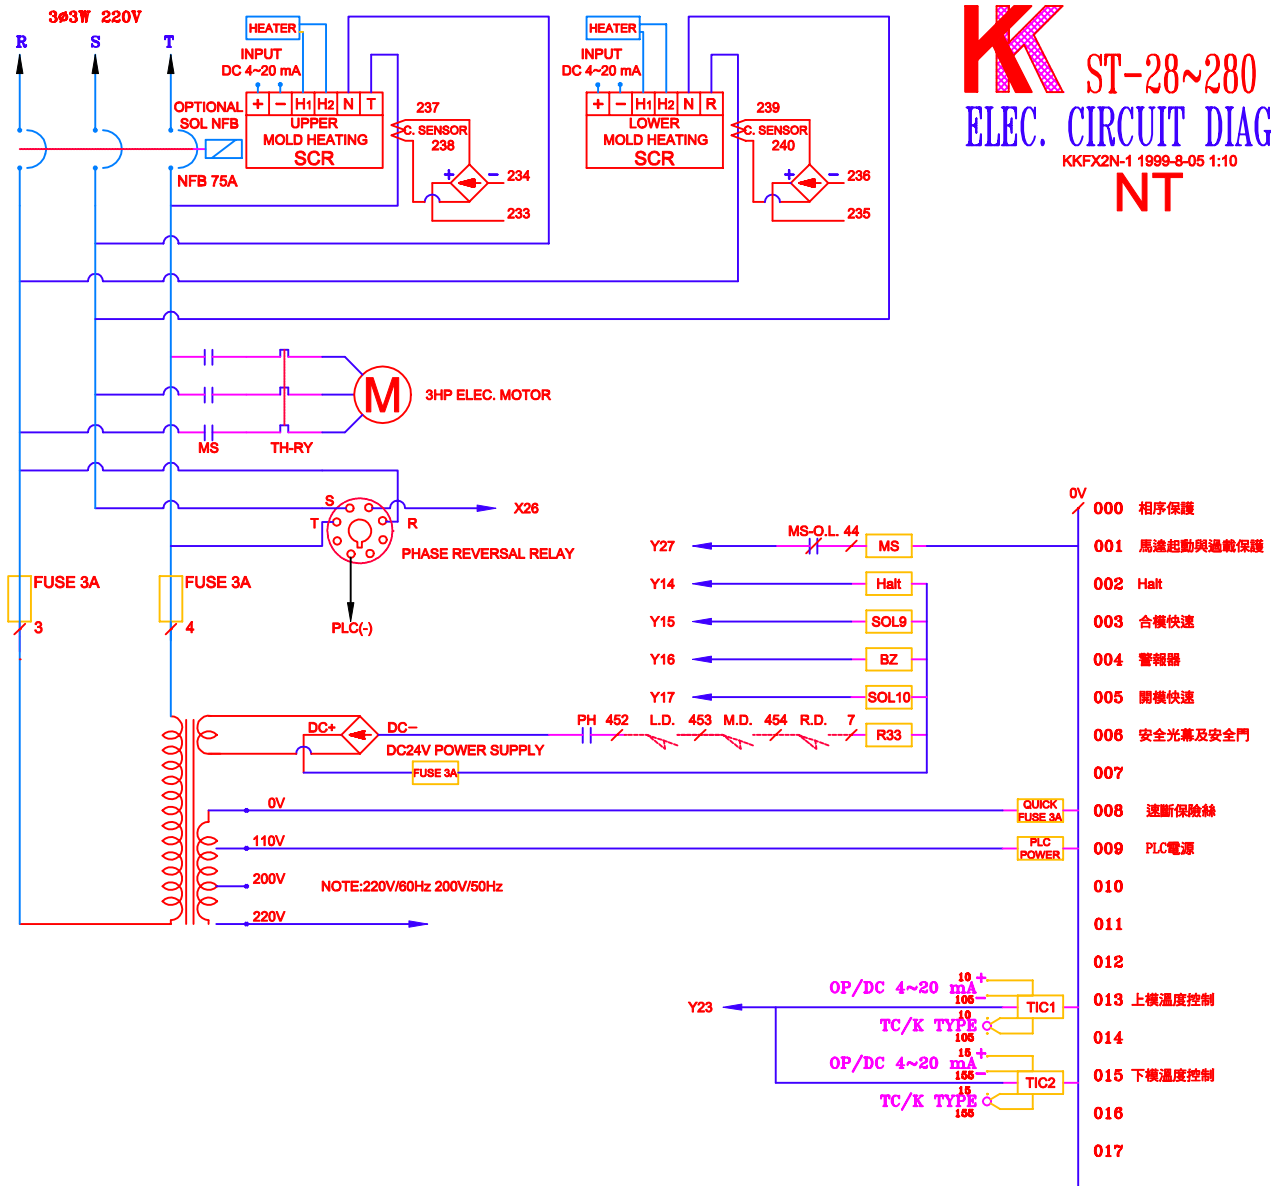 3ø3W 220V
R S T
HEATER
INPUT
DC 4~20 mA
+ − H1 H2 N T
UPPER
MOLD HEATING
SCR
OPTIONAL
SOL NFB
NFB 75A
237
C. SENSOR
238
+ −
234
233
HEATER
INPUT
DC 4~20 mA
+ − H1 H2 N R
LOWER
MOLD HEATING
SCR
239
C. SENSOR
240
+ −
236
235
KK
ST-28~280
ELEC. CIRCUIT DIAG
KKFX2N-1 1999-8-05 1:10
NT
M
3HP ELEC. MOTOR
MS
TH-RY
S
T
R
X26
PHASE REVERSAL RELAY
PLC(-)
FUSE 3A
3
FUSE 3A
4
0V
000 相序保護
Y27 MS-O.L. 44 MS
001 馬達起動與過載保護
Y14 Halt
002 Halt
Y15 SOL9
003 合模快速
Y16 BZ
004 警報器
Y17 SOL10
005 開模快速
DC+ DC− PH 452 L.D. 453 M.D. 454 R.D. 7 R33
006 安全光幕及安全門
DC24V POWER SUPPLY
FUSE 3A
007
0V
QUICK
FUSE 3A
008 速斷保險絲
110V
PLC
POWER
009 PLC電源
200V
NOTE:220V/60Hz 200V/50Hz
010
220V
011
012
Y23
OP/DC 4~20 mA
10 +
105 −
TIC1
013 上模溫度控制
TC/K TYPE
10
105
014
OP/DC 4~20 mA
15 +
155 −
TIC2
015 下模溫度控制
TC/K TYPE
15
155
016
017